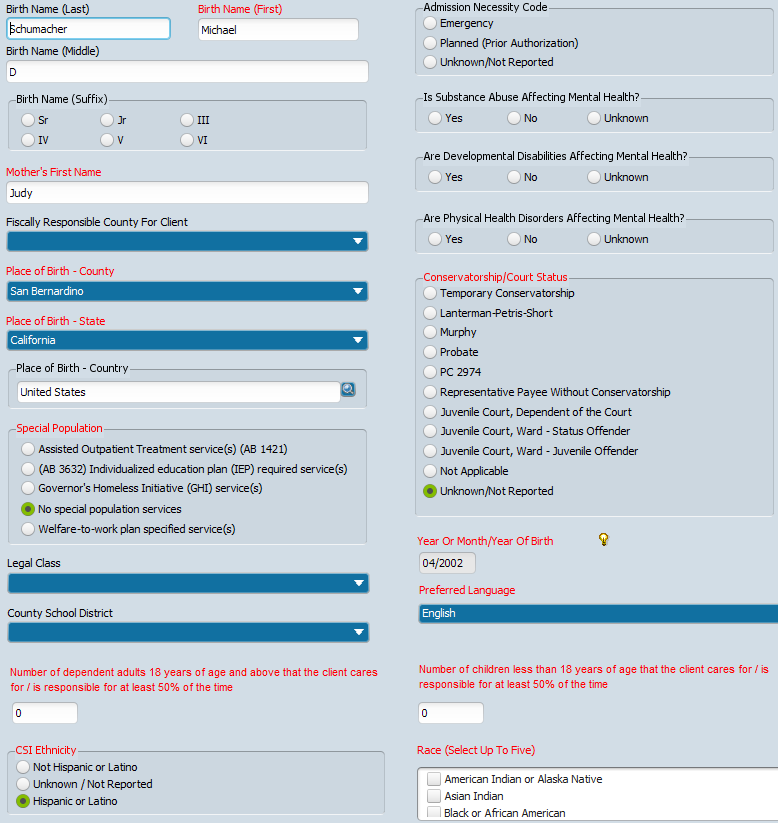 Birth Name (Last)
Birth Name (First)
Schumacher
Michael
Birth Name (Middle)
D
Birth Name (Suffix)
Sr Jr III
IV V VI
Mother's First Name
Judy
Fiscally Responsible County For Client
Place of Birth - County
San Bernardino
Place of Birth - State
California
Place of Birth - Country
United States
Special Population
Assisted Outpatient Treatment service(s) (AB 1421)
(AB 3632) Individualized education plan (IEP) required service(s)
Governor's Homeless Initiative (GHI) service(s)
No special population services
Welfare-to-work plan specified service(s)
Legal Class
County School District
Number of dependent adults 18 years of age and above that the client cares
for / is responsible for at least 50% of the time
0
CSI Ethnicity
Not Hispanic or Latino
Unknown / Not Reported
Hispanic or Latino
Admission Necessity Code
Emergency
Planned (Prior Authorization)
Unknown/Not Reported
Is Substance Abuse Affecting Mental Health?
Yes No Unknown
Are Developmental Disabilities Affecting Mental Health?
Yes No Unknown
Are Physical Health Disorders Affecting Mental Health?
Yes No Unknown
Conservatorship/Court Status
Temporary Conservatorship
Lanterman-Petris-Short
Murphy
Probate
PC 2974
Representative Payee Without Conservatorship
Juvenile Court, Dependent of the Court
Juvenile Court, Ward - Status Offender
Juvenile Court, Ward - Juvenile Offender
Not Applicable
Unknown/Not Reported
Year Or Month/Year Of Birth
04/2002
Preferred Language
English
Number of children less than 18 years of age that the client cares for / is
responsible for at least 50% of the time
0
Race (Select Up To Five)
American Indian or Alaska Native
Asian Indian
Black or African American